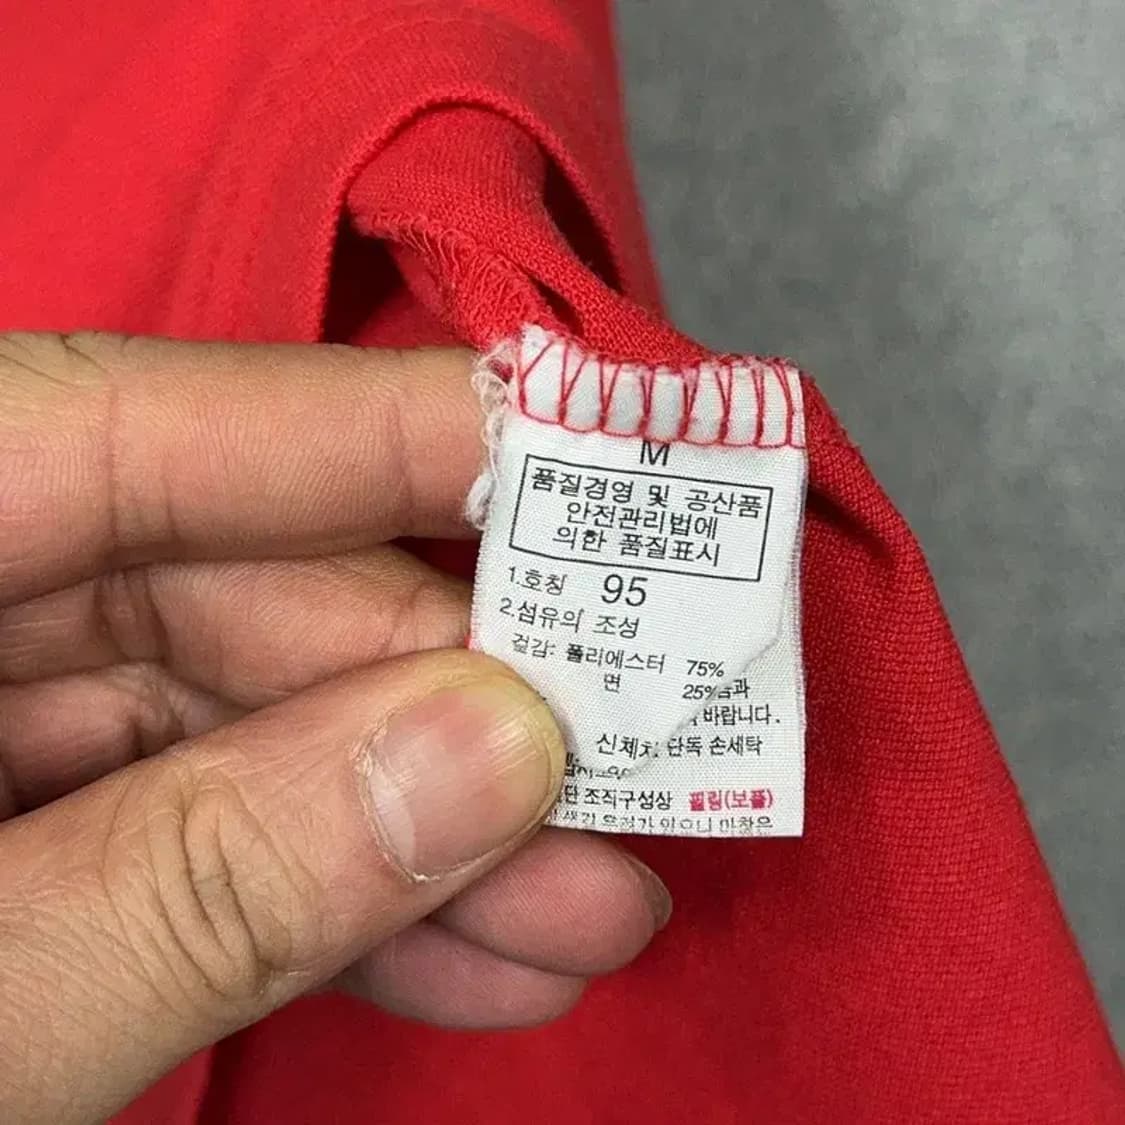 M
품질경영 및 공산품
안전관리법에
의한 품질표시
1.호칭 95
2.섬유의 조성
겉감: 폴리에스터 75%
면 25%
바랍니다.
신체치
단독 손세탁
조직구성상 필링(보풀)